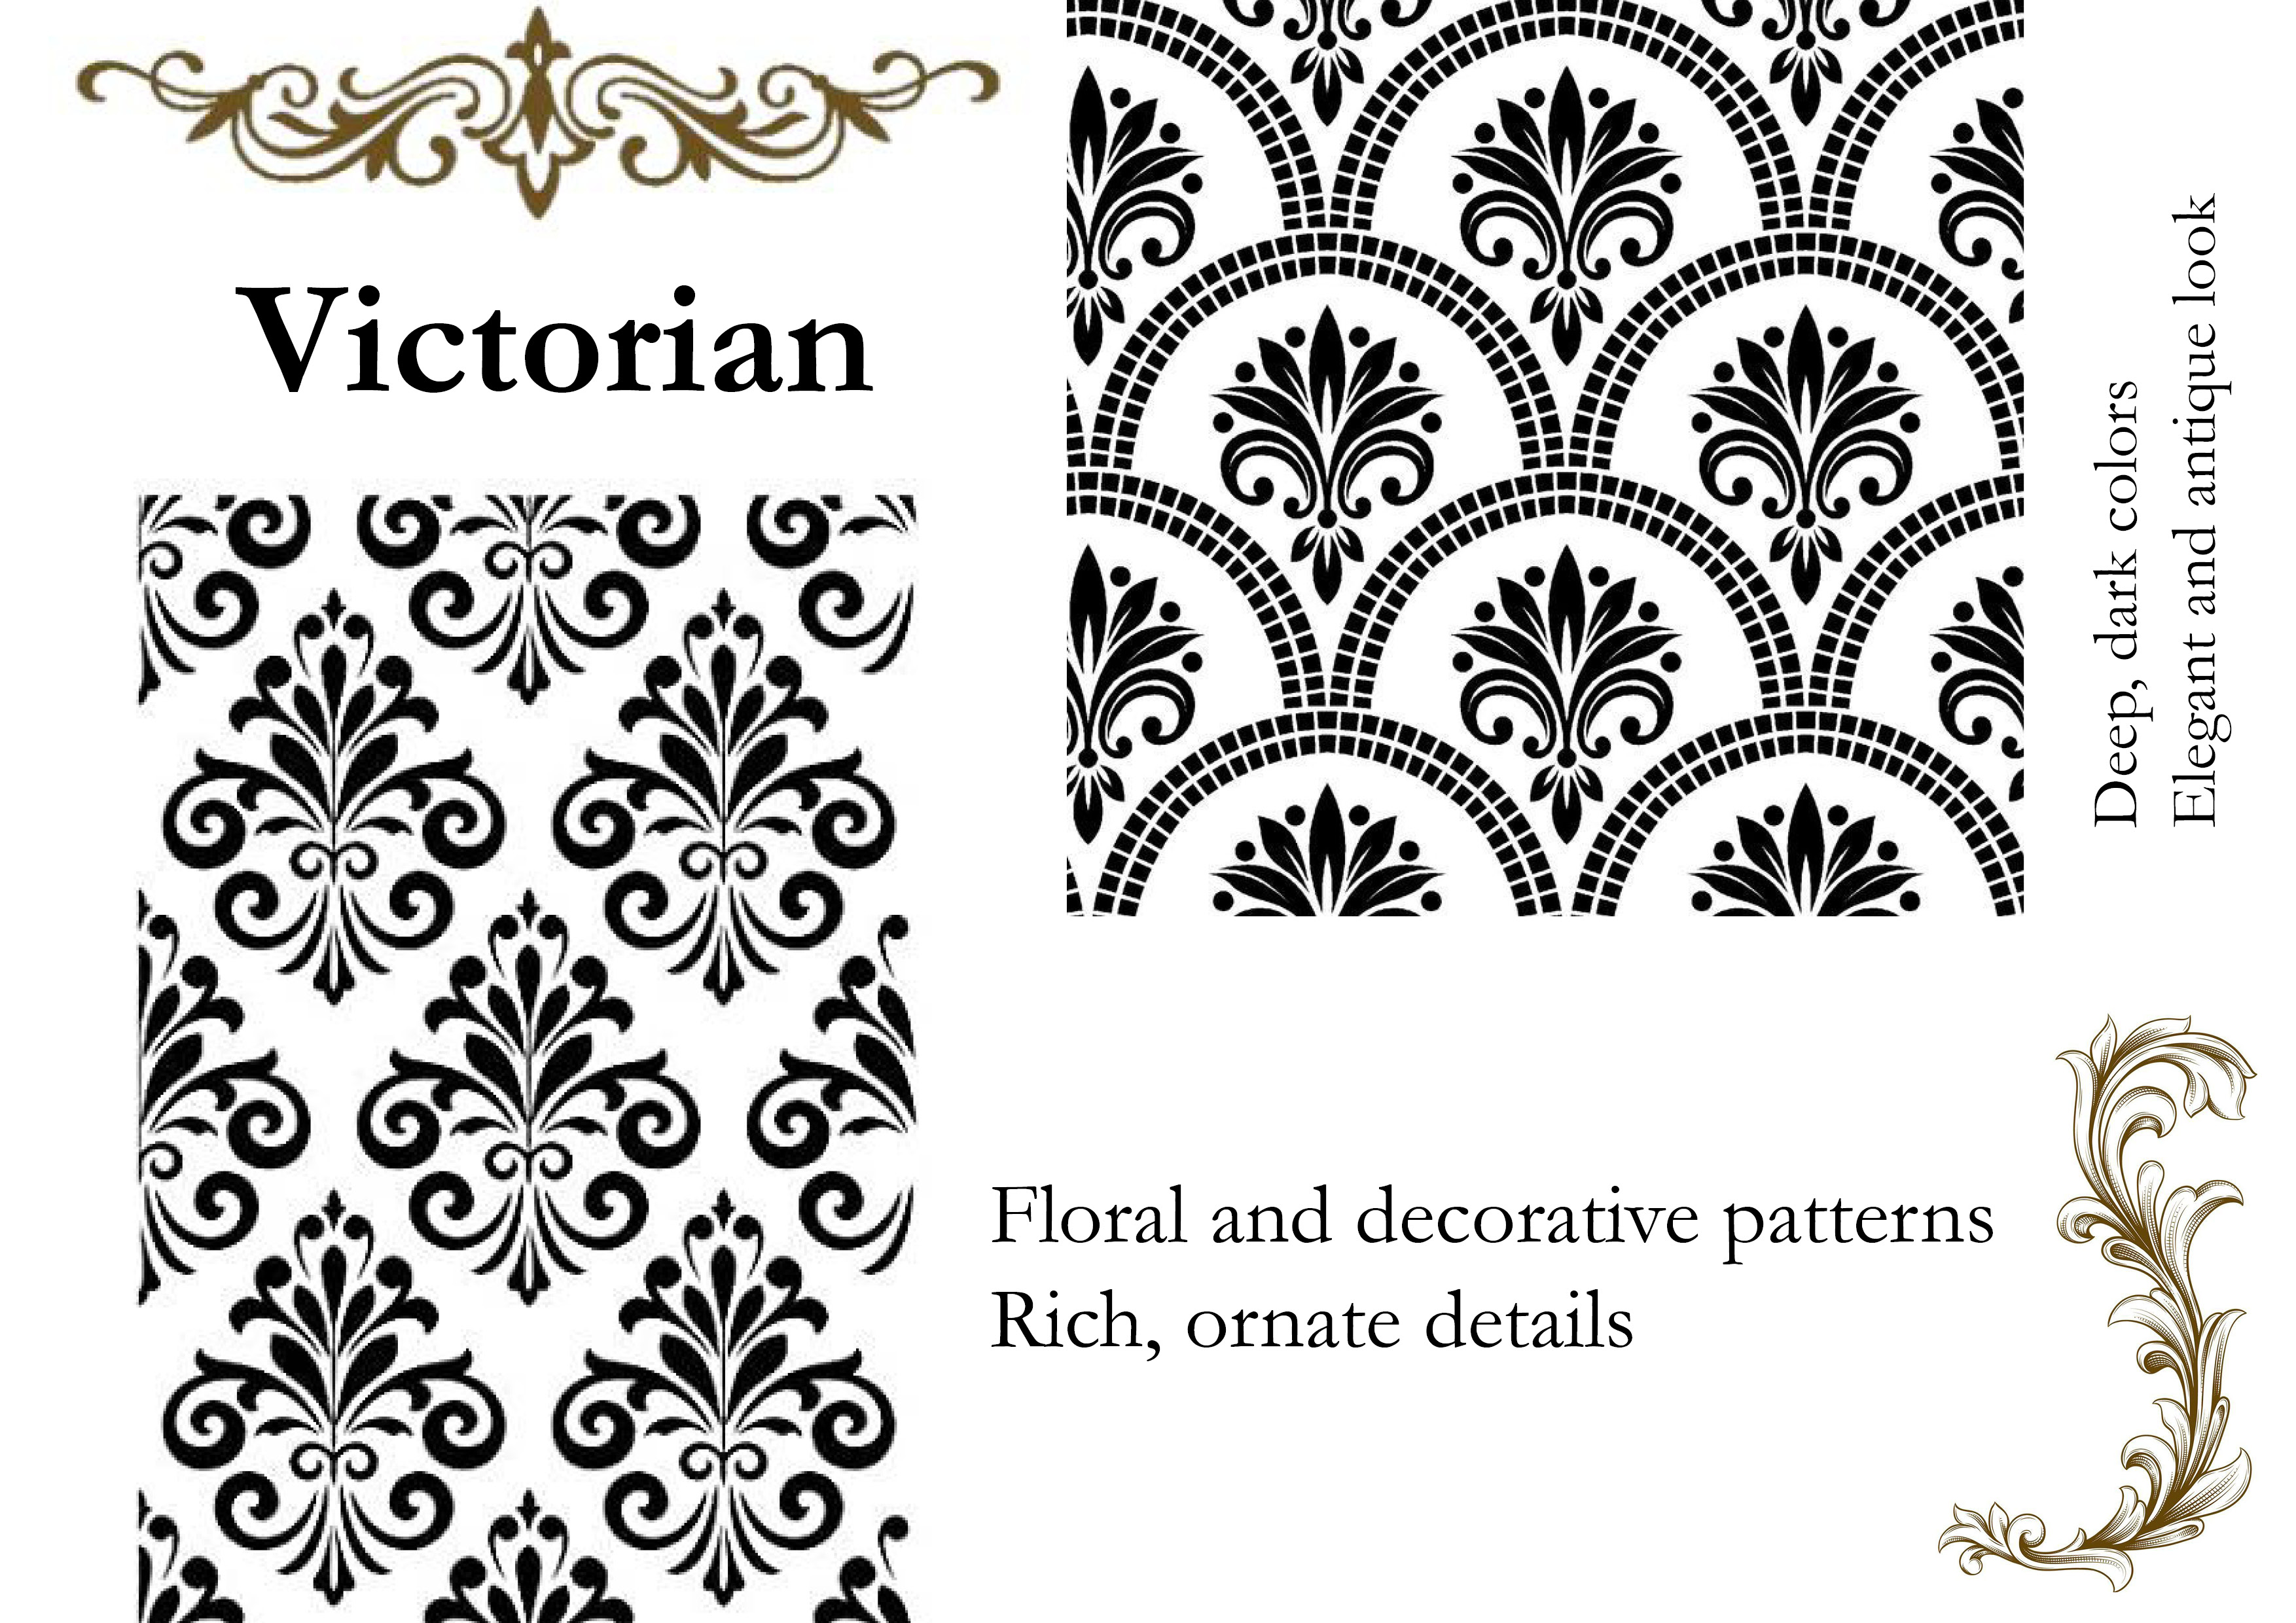 Victorian
Deep, dark colors
Elegant and antique look
Floral and decorative patterns
Rich, ornate details